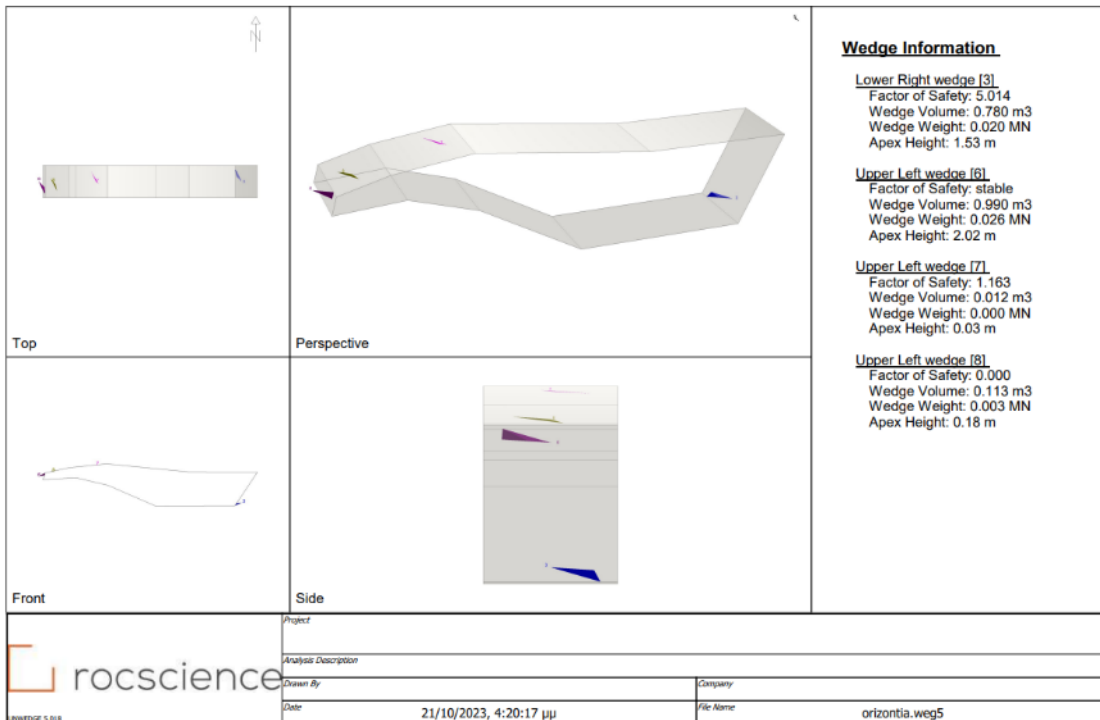 N
Top
Perspective
Front
Side
Wedge Information
Lower Right wedge [3]
Factor of Safety: 5.014
Wedge Volume: 0.780 m3
Wedge Weight: 0.020 MN
Apex Height: 1.53 m
Upper Left wedge [6]
Factor of Safety: stable
Wedge Volume: 0.990 m3
Wedge Weight: 0.026 MN
Apex Height: 2.02 m
Upper Left wedge [7]
Factor of Safety: 1.163
Wedge Volume: 0.012 m3
Wedge Weight: 0.000 MN
Apex Height: 0.03 m
Upper Left wedge [8]
Factor of Safety: 0.000
Wedge Volume: 0.113 m3
Wedge Weight: 0.003 MN
Apex Height: 0.18 m
rocscience
UNWEDGE 5.018
Project
Analysis Description
Drawn By
Company
Date
21/10/2023, 4:20:17 μμ
File Name
orizontia.weg5